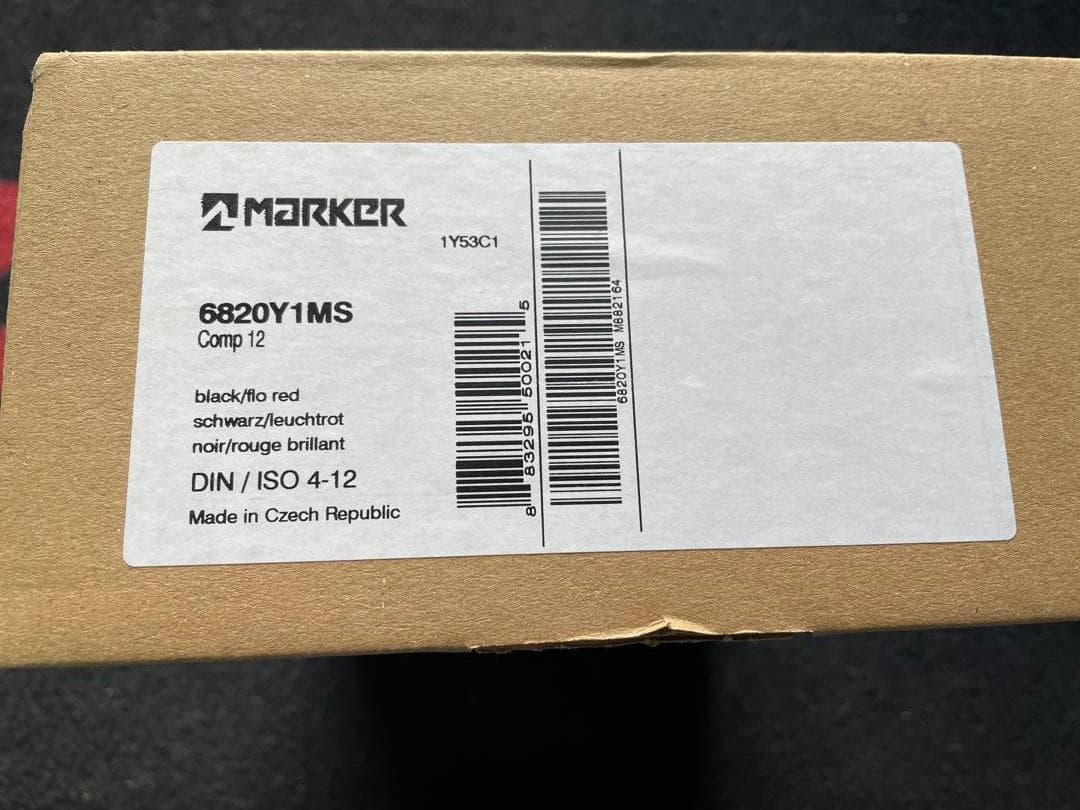 MARKER
1Y53C1
6820Y1MS
Comp 12
black/flo red
schwarz/leuchtrot
noir/rouge brillant
DIN / ISO 4-12
Made in Czech Republic
8 83295 50021 5
6820Y1MS M882164